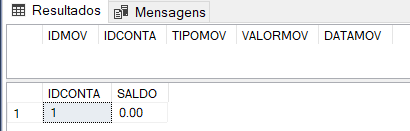 Resultados Mensagens
IDMOV IDCONTA TIPOMOV VALORMOV DATAMOV
IDCONTA SALDO
1 1 0.00